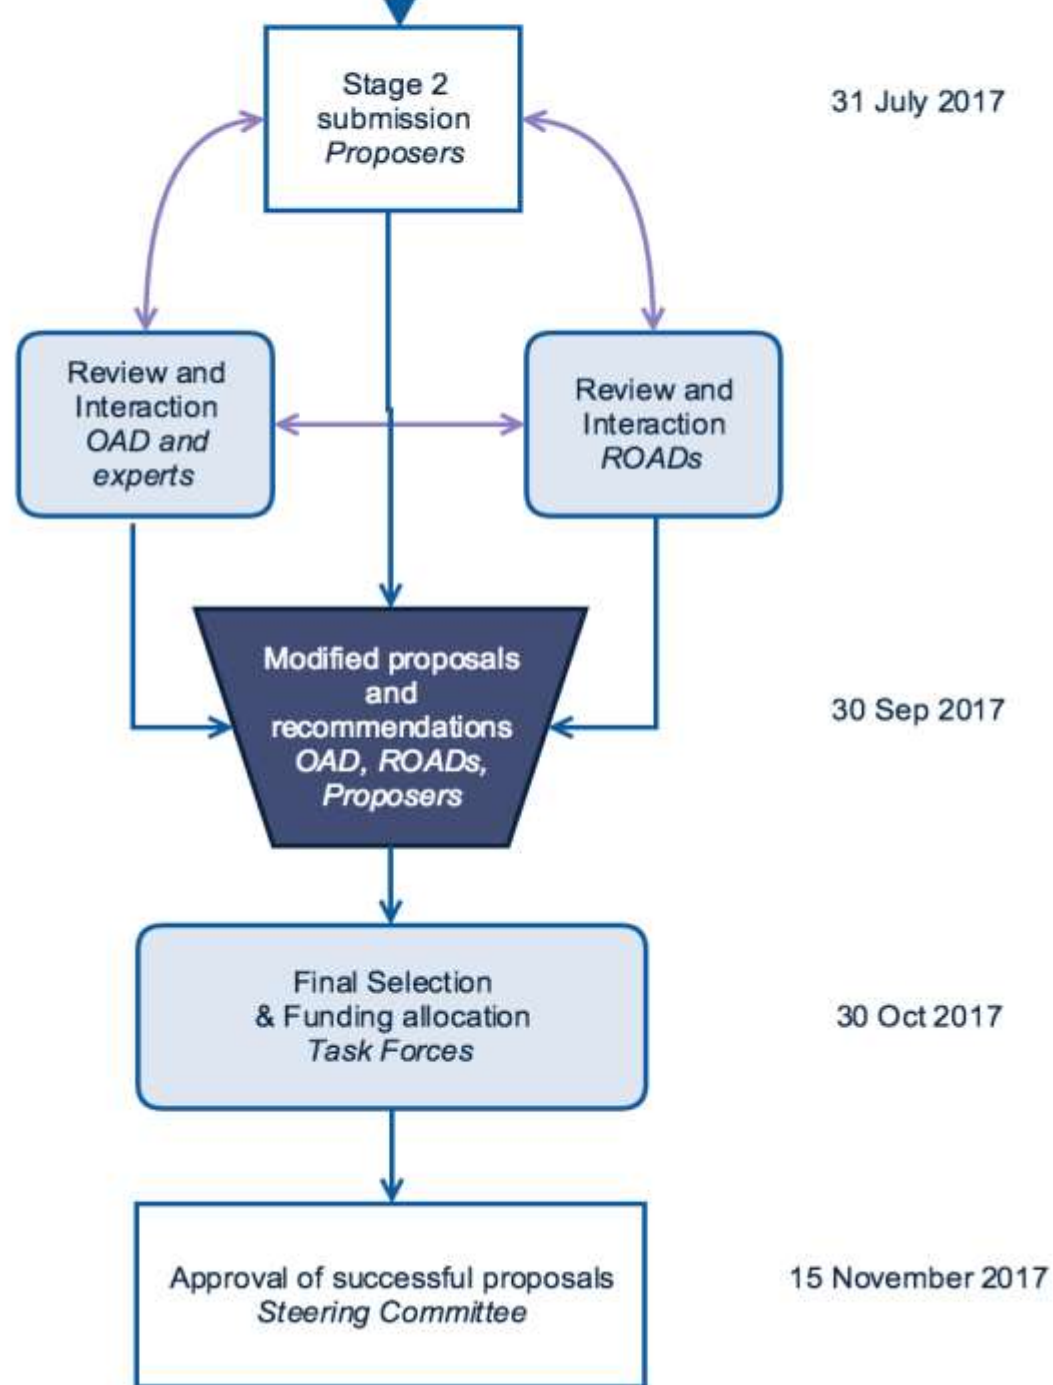 Stage 2
submission
Proposers
31 July 2017
Review and
Interaction
OAD and
experts
Review and
Interaction
ROADs
Modified proposals
and
recommendations
OAD, ROADs,
Proposers
30 Sep 2017
Final Selection
& Funding allocation
Task Forces
30 Oct 2017
Approval of successful proposals
Steering Committee
15 November 2017